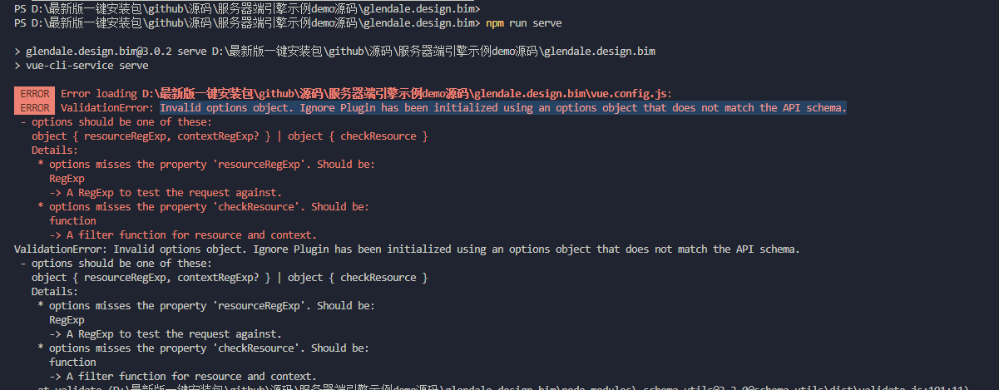 PS D:\最新版一键安装包\github\源码\服务器端引擎示例demo源码\glendale.design.bim>
PS D:\最新版一键安装包\github\源码\服务器端引擎示例demo源码\glendale.design.bim> npm run serve
> glendale.design.bim@3.0.2 serve D:\最新版一键安装包\github\源码\服务器端引擎示例demo源码\glendale.design.bim
> vue-cli-service serve
ERROR Error loading D:\最新版一键安装包\github\源码\服务器端引擎示例demo源码\glendale.design.bim\vue.config.js:
ERROR ValidationError: Invalid options object. Ignore Plugin has been initialized using an options object that does not match the API schema.
- options should be one of these:
object { resourceRegExp, contextRegExp? } | object { checkResource }
Details:
* options misses the property 'resourceRegExp'. Should be:
RegExp
-> A RegExp to test the request against.
* options misses the property 'checkResource'. Should be:
function
-> A filter function for resource and context.
ValidationError: Invalid options object. Ignore Plugin has been initialized using an options object that does not match the API schema.
- options should be one of these:
object { resourceRegExp, contextRegExp? } | object { checkResource }
Details:
* options misses the property 'resourceRegExp'. Should be:
RegExp
-> A RegExp to test the request against.
* options misses the property 'checkResource'. Should be:
function
-> A filter function for resource and context.
at validate (D:\最新版一键安装包\github\源码\服务器端引擎示例demo源码\glendale.design.bim\node_modules\_schema-utils@3.3.0@schema-utils\dist\validate.js:101:11)